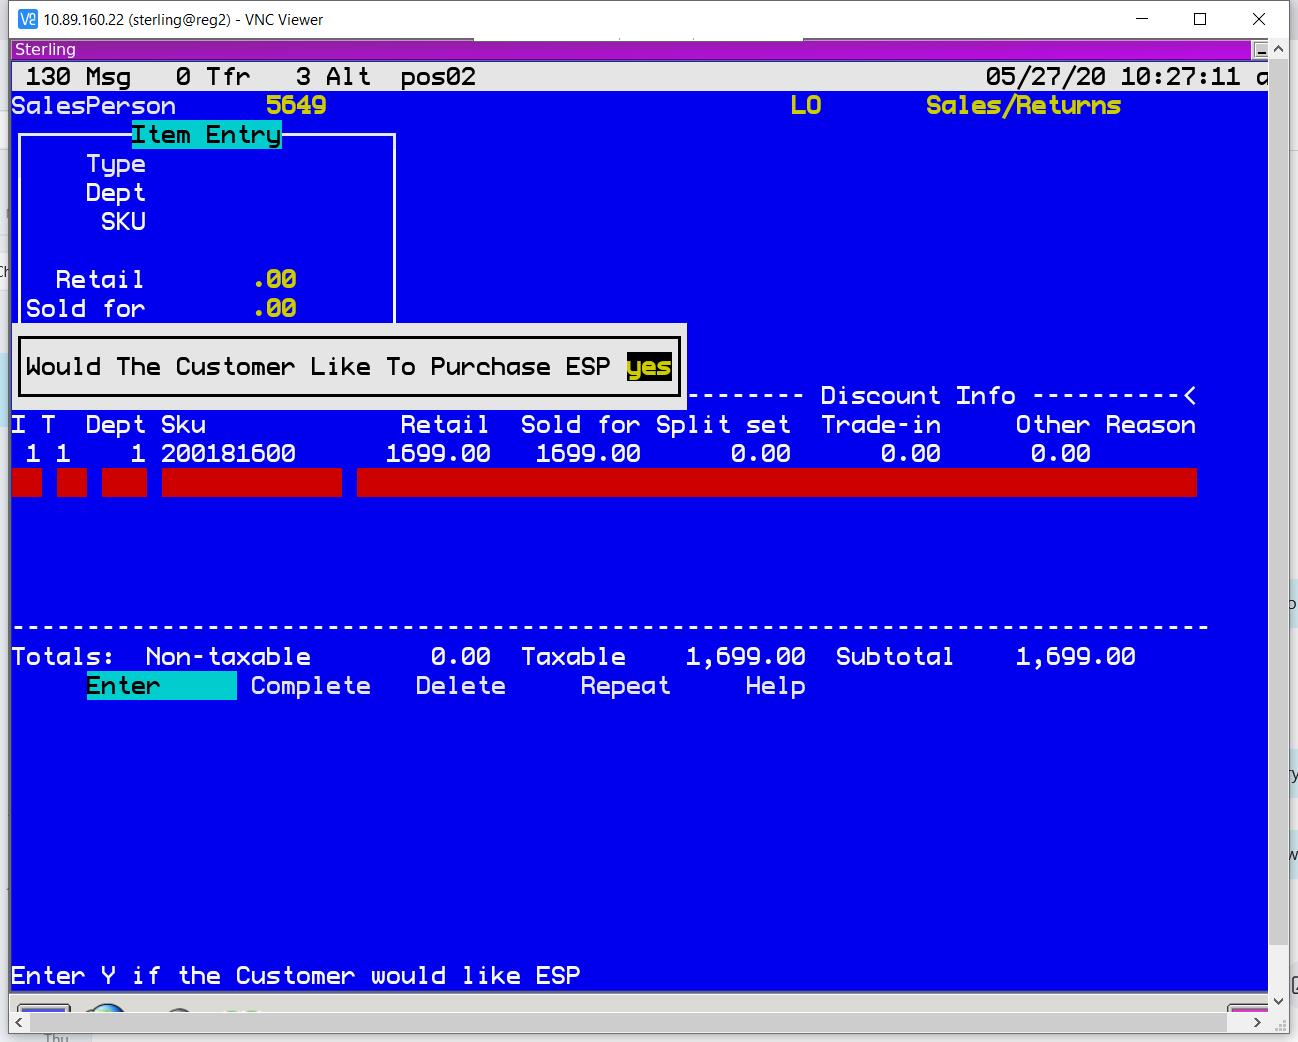 10.89.160.22 (sterling@reg2) - VNC Viewer
Sterling
130 Msg 0 Tfr 3 Alt pos02 05/27/20 10:27:11 a
SalesPerson 5649 LO Sales/Returns
Item Entry
Type
Dept
SKU
Retail .00
Sold for .00
Would The Customer Like To Purchase ESP yes
-------- Discount Info ----------<
I T Dept Sku Retail Sold for Split set Trade-in Other Reason
1 1 1 200181600 1699.00 1699.00 0.00 0.00 0.00
Totals: Non-taxable 0.00 Taxable 1,699.00 Subtotal 1,699.00
Enter Complete Delete Repeat Help
Enter Y if the Customer would like ESP
Thu